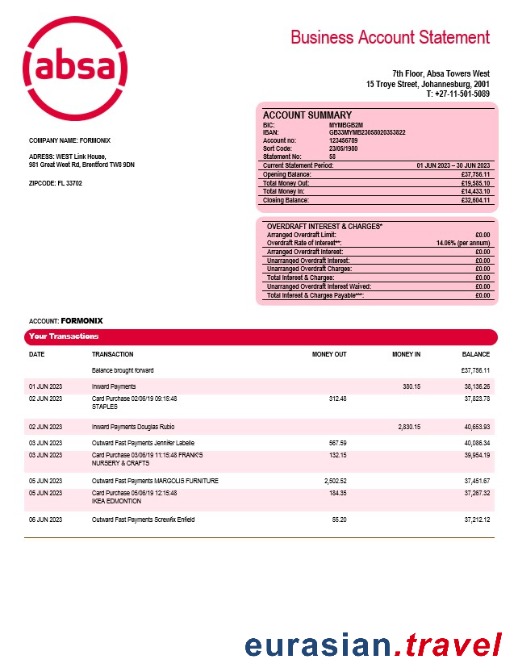 absa
Business Account Statement
7th Floor, Absa Towers West
15 Troye Street, Johannesburg, 2001
T: +27-11-501-5089
COMPANY NAME: FORMONIX
ADRESS: WEST Link House,
981 Great West Rd, Brentford TW8 9DN
ZIPCODE: FL 33702
ACCOUNT SUMMARY
BIC: MYMBGB2M
IBAN: GB33MYMB23058020353822
Account no: 123456789
Sort Code: 23/05/1980
Statement No: 58
Current Statement Period: 01 JUN 2023 – 30 JUN 2023
Opening Balance: £37,756.11
Total Money Out: £19,585.10
Total Money In: £14,433.10
Closing Balance: £32,604.11
OVERDRAFT INTEREST & CHARGES*
Arranged Overdraft Limit: £0.00
Overdraft Rate of Interest**: 14.06% (per annum)
Arranged Overdraft Interest: £0.00
Unarranged Overdraft Interest: £0.00
Unarranged Overdraft Charges: £0.00
Total Interest & Charges: £0.00
Unarranged Overdraft Interest Waived: £0.00
Total Interest & Charges Payable***: £0.00
ACCOUNT: FORMONIX
Your Transactions
DATE TRANSACTION MONEY OUT MONEY IN BALANCE
Balance brought forward £37,756.11
01 JUN 2023 Inward Payments 380.15 38,136.26
02 JUN 2023 Card Purchase 02/06/19 09:15:48 312.48 37,823.78
STAPLES
02 JUN 2023 Inward Payments Douglas Rubio 2,830.15 40,653.93
03 JUN 2023 Outward Fast Payments Jennifer Labelle 567.59 40,086.34
03 JUN 2023 Card Purchase 03/06/19 11:15:48 FRANK'S 132.15 39,954.19
NURSERY & CRAFTS
05 JUN 2023 Outward Fast Payments MARGOLIS FURNITURE 2,502.52 37,451.67
05 JUN 2023 Card Purchase 05/06/19 12:15:48 184.35 37,267.32
IKEA EDMONTION
06 JUN 2023 Outward Fast Payments Screwfix Enfield 55.20 37,212.12
eurasian.travel